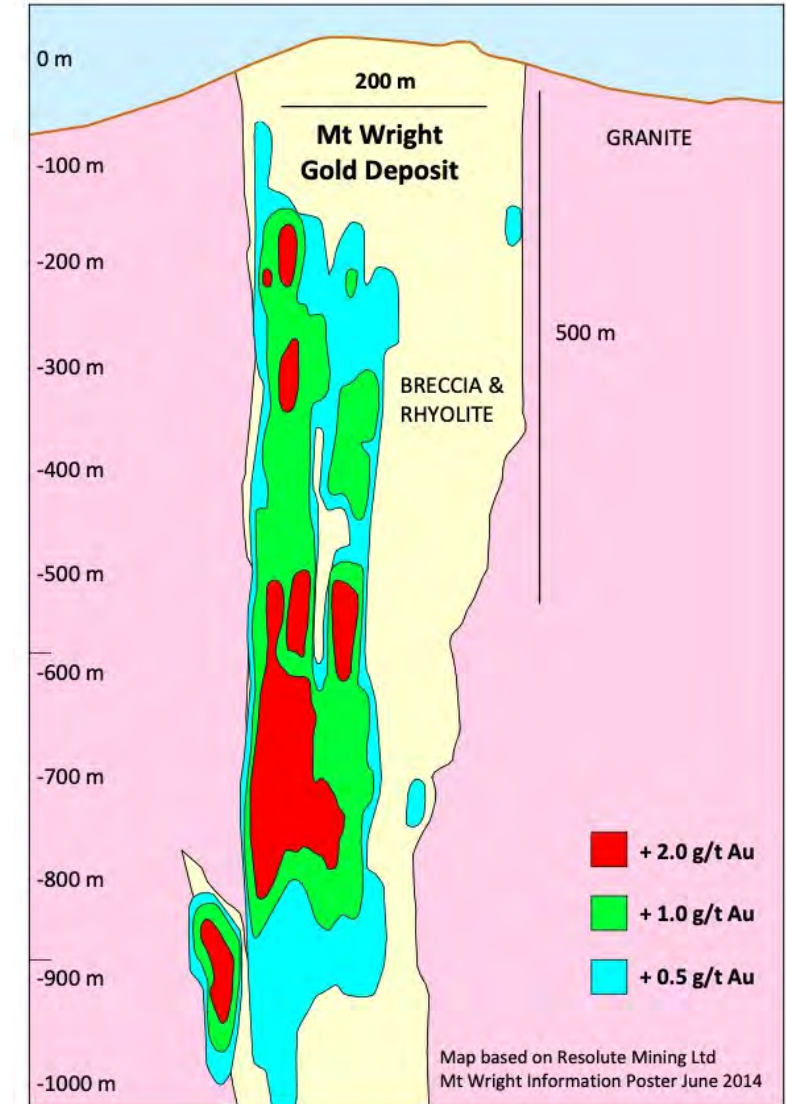 0 m
200 m
Mt Wright
Gold Deposit
GRANITE
-100 m
-200 m
-300 m
500 m
BRECCIA &
RHYOLITE
-400 m
-500 m
-600 m
-700 m
-800 m
-900 m
-1000 m
+ 2.0 g/t Au
+ 1.0 g/t Au
+ 0.5 g/t Au
Map based on Resolute Mining Ltd
Mt Wright Information Poster June 2014